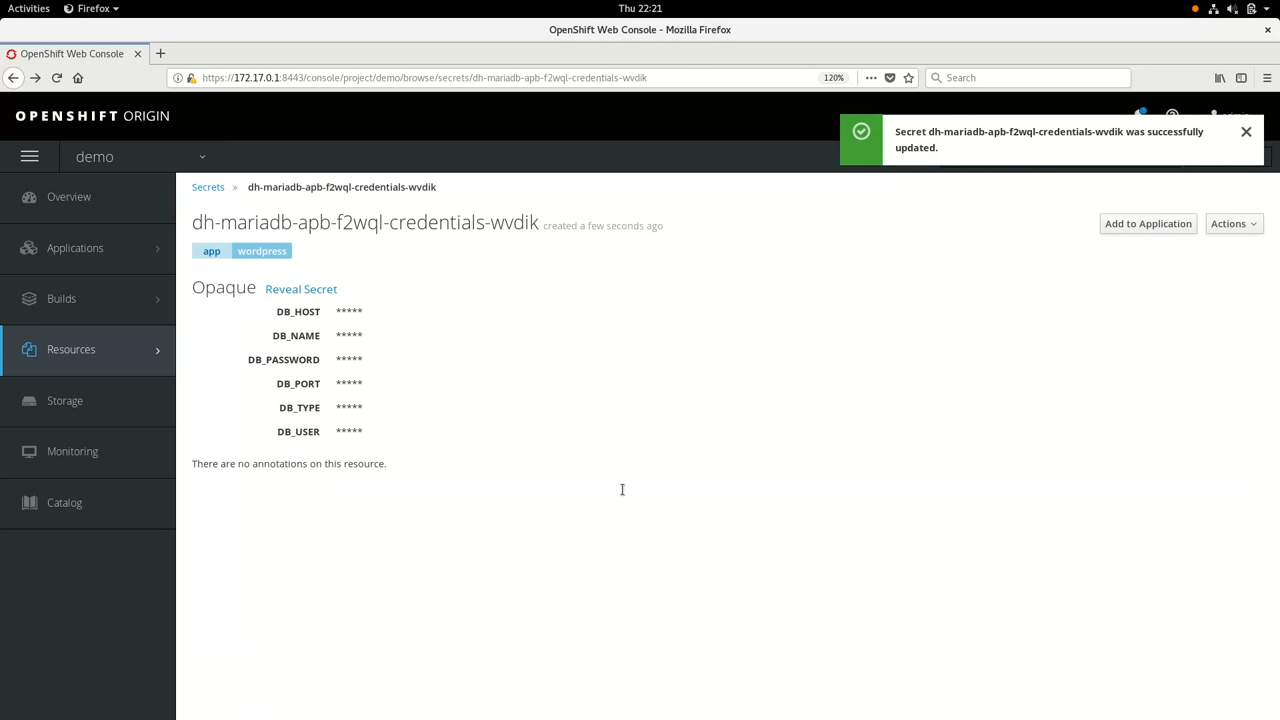 Activities Firefox Thu 22:21
OpenShift Web Console - Mozilla Firefox
OpenShift Web Console
https://172.17.0.1:8443/console/project/demo/browse/secrets/dh-mariadb-apb-f2wql-credentials-wvdik 120% Search
OPENSHIFT ORIGIN
Secret dh-mariadb-apb-f2wql-credentials-wvdik was successfully
updated.
demo
Secrets » dh-mariadb-apb-f2wql-credentials-wvdik
Overview
dh-mariadb-apb-f2wql-credentials-wvdik created a few seconds ago
Add to Application Actions
app wordpress
Applications
Opaque Reveal Secret
Builds
DB_HOST *****
DB_NAME *****
Resources
DB_PASSWORD *****
DB_PORT *****
Storage
DB_TYPE *****
DB_USER *****
Monitoring
There are no annotations on this resource.
Catalog